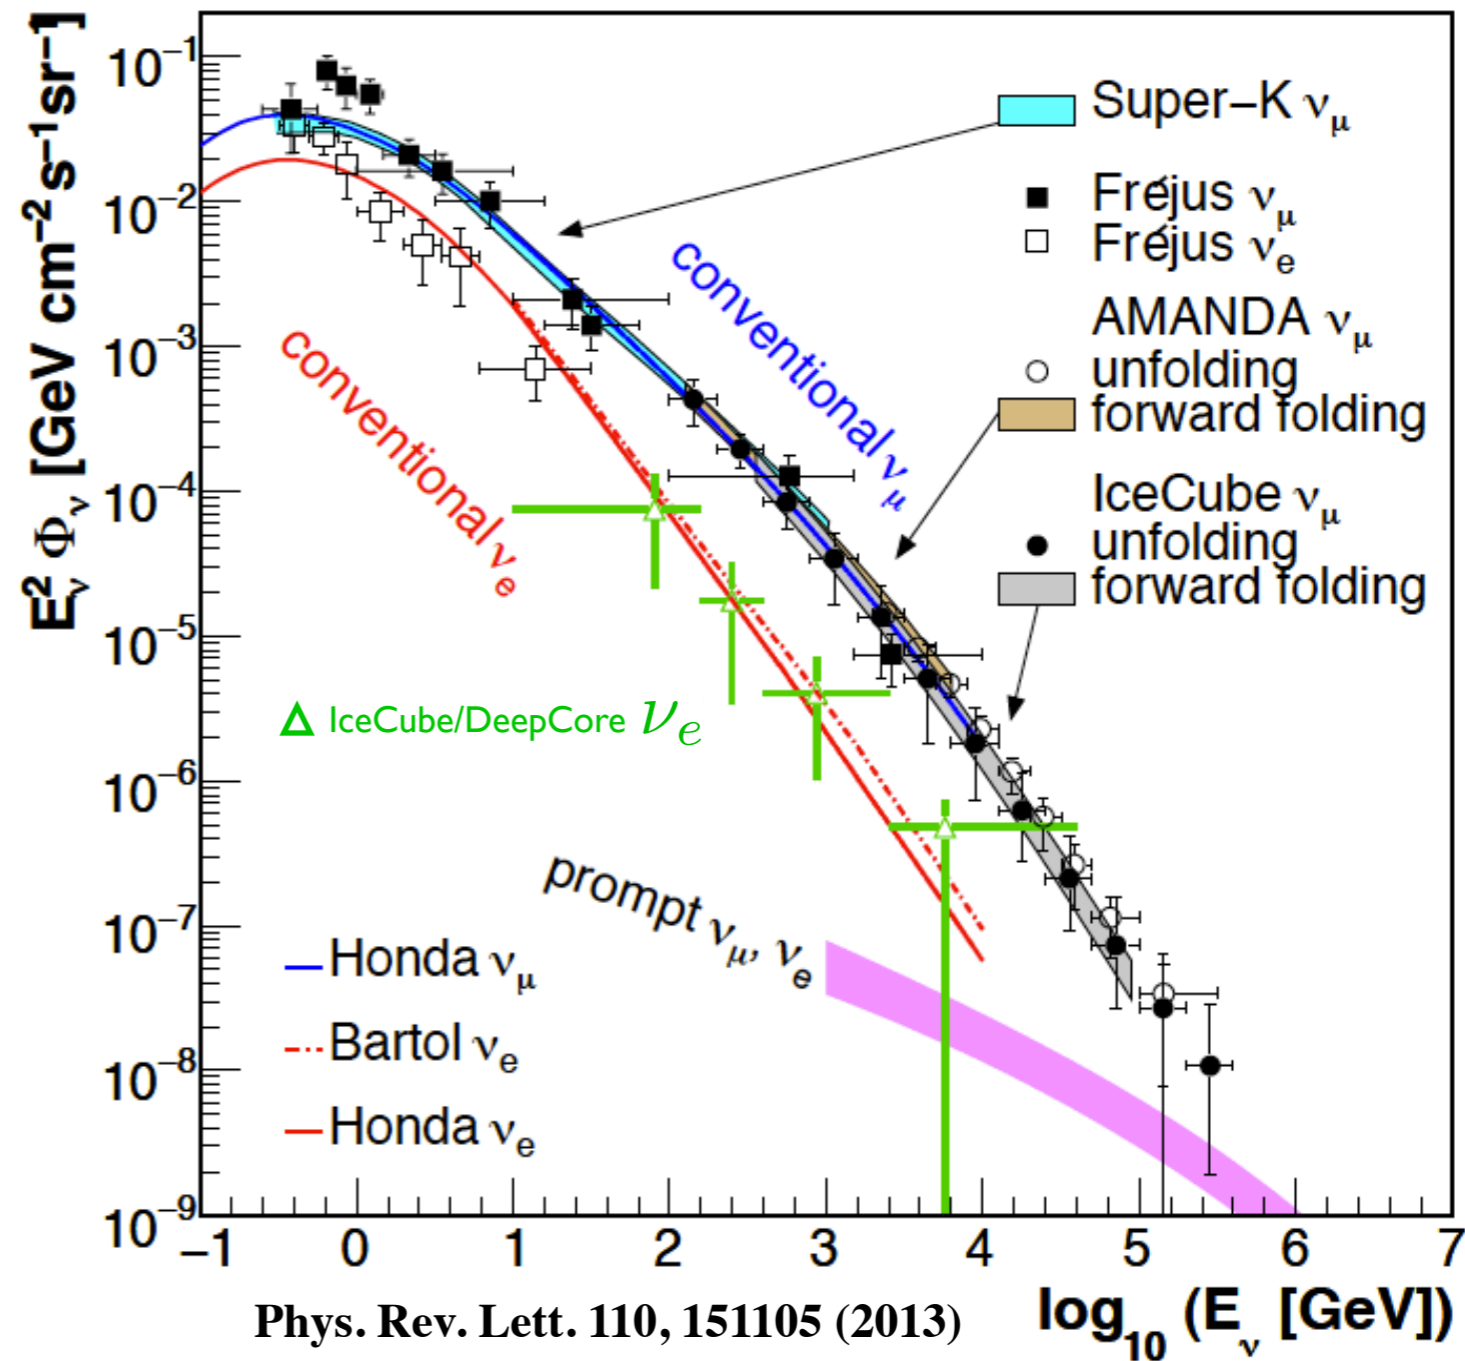 E²ν Φν [GeV cm⁻²s⁻¹sr⁻¹]
10⁻¹
10⁻²
10⁻³
10⁻⁴
10⁻⁵
10⁻⁶
10⁻⁷
10⁻⁸
10⁻⁹
Super–K νμ
Fréjus νμ
Fréjus νe
AMANDA νμ
unfolding
forward folding
IceCube νμ
unfolding
forward folding
conventional νμ
conventional νe
IceCube/DeepCore νe
prompt νμ, νe
Honda νμ
Bartol νe
Honda νe
−1 0 1 2 3 4 5 6 7
log₁₀ (Eν [GeV])
Phys. Rev. Lett. 110, 151105 (2013)